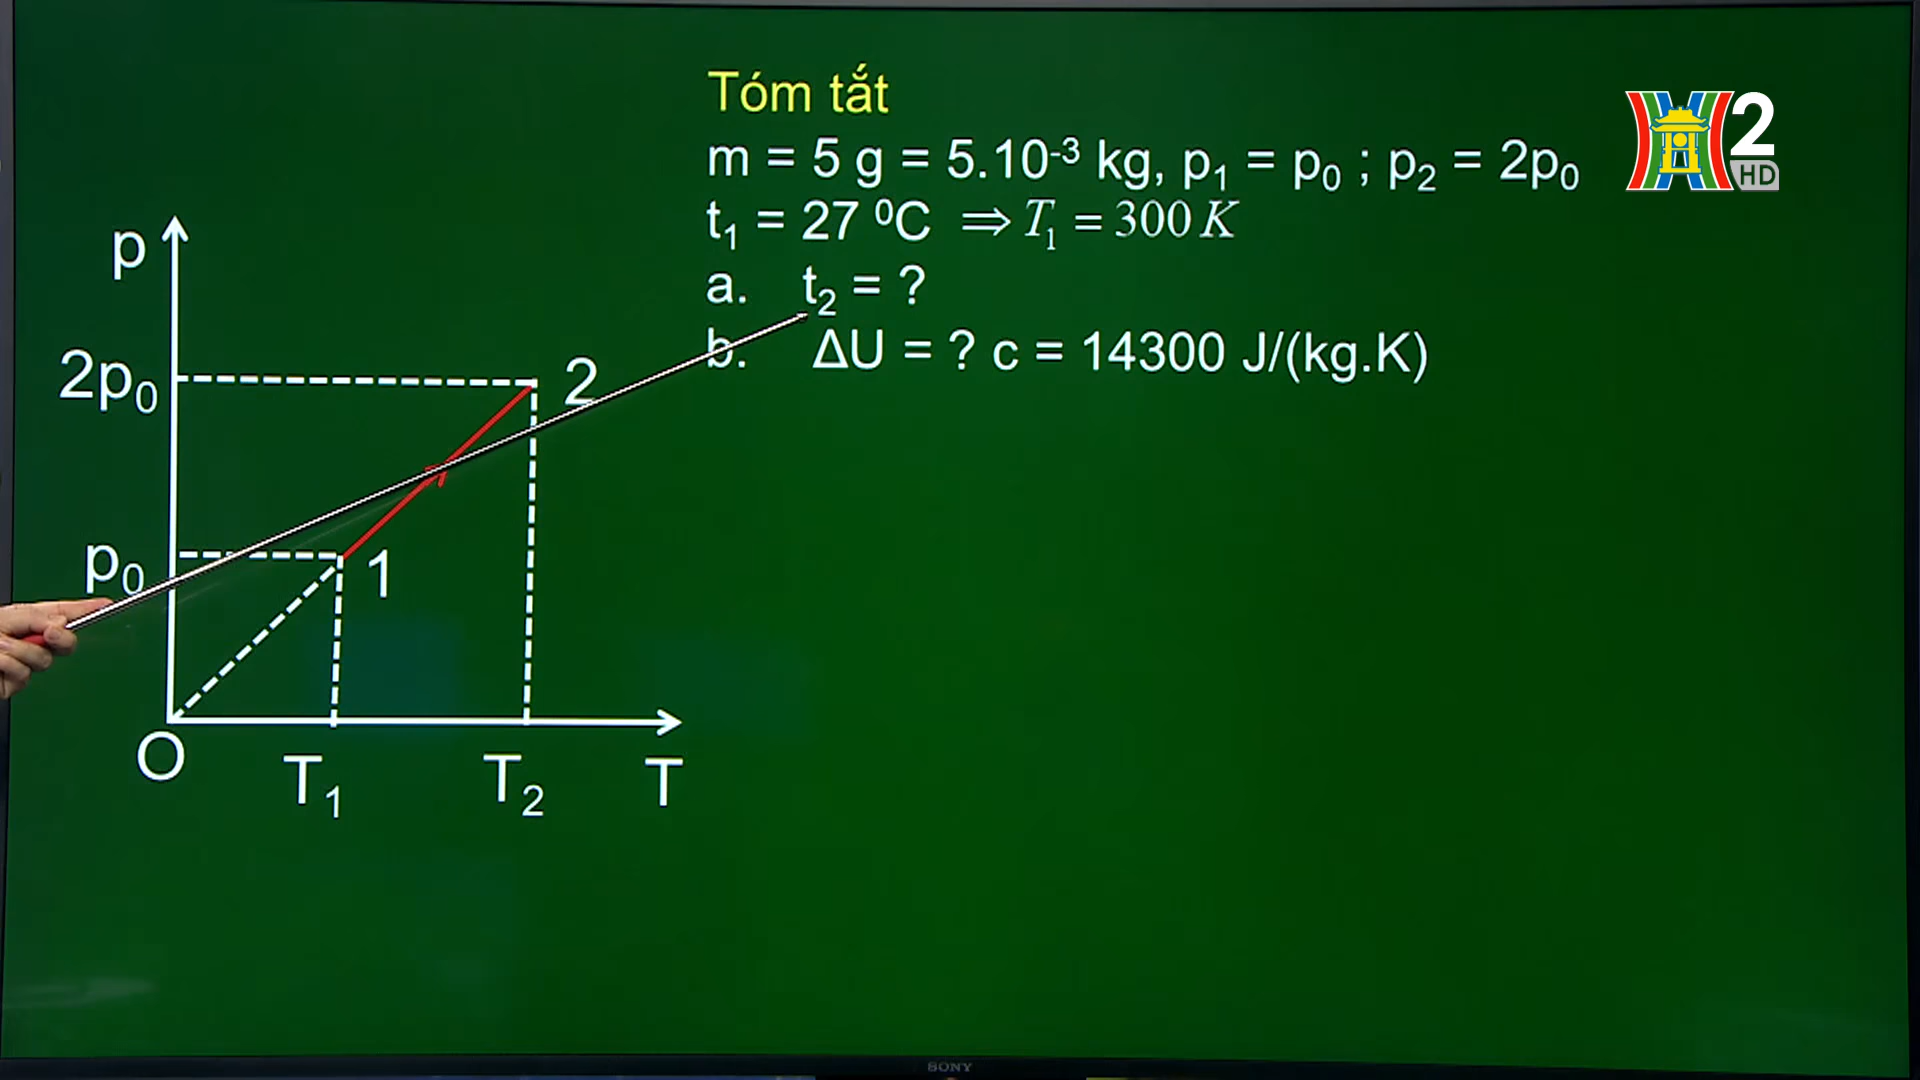 Tóm tắt
m = 5 g = 5.10⁻³ kg, p₁ = p₀ ; p₂ = 2p₀
t₁ = 27 ⁰C ⇒ T₁ = 300 K
a. t₂ = ?
b. ΔU = ? c = 14300 J/(kg.K)
p
2p₀
2
p₀
1
O
T₁
T₂
T
2
HD
SONY